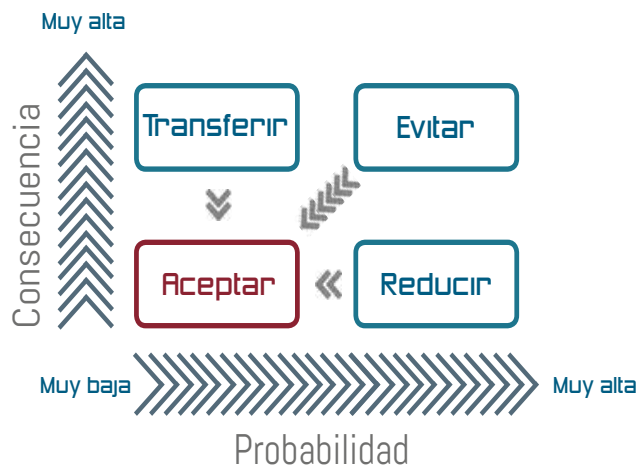 Muy alta
Transferir
Evitar
Consecuencia
Aceptar
Reducir
Muy baja
Muy alta
Probabilidad